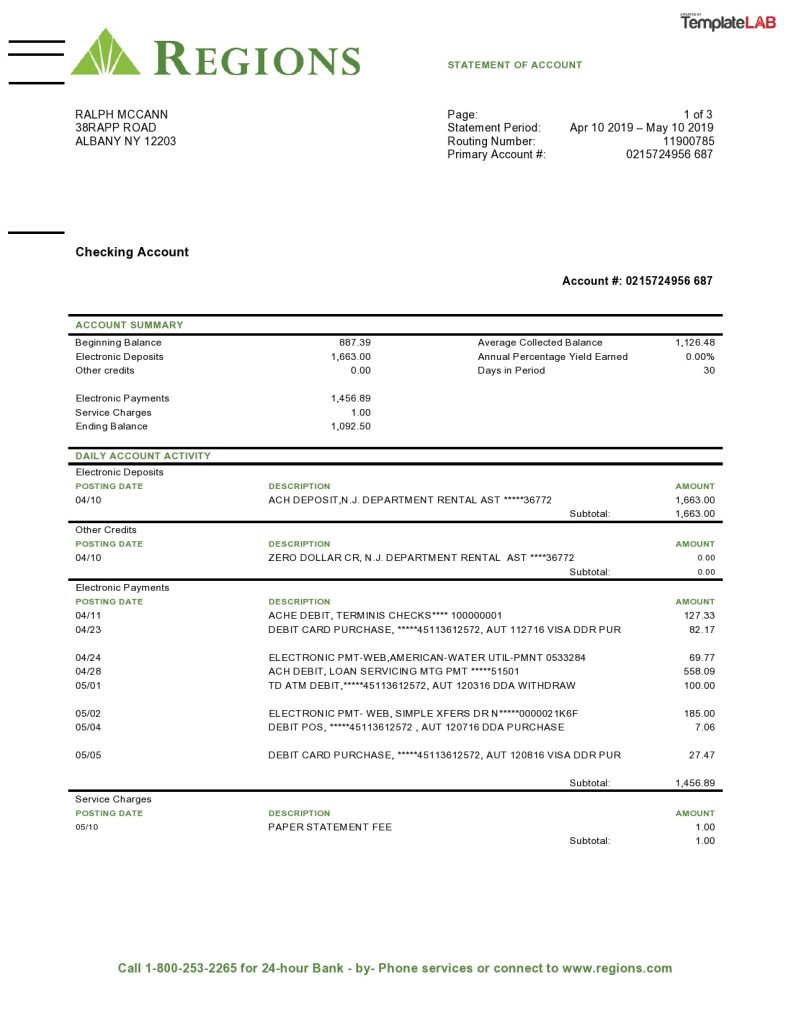 CREATED BY
TemplateLAB
REGIONS
STATEMENT OF ACCOUNT
RALPH MCCANN
38RAPP ROAD
ALBANY NY 12203
Page: 1 of 3
Statement Period: Apr 10 2019 – May 10 2019
Routing Number: 11900785
Primary Account #: 0215724956 687
Checking Account
Account #: 0215724956 687
ACCOUNT SUMMARY
Beginning Balance 887.39 Average Collected Balance 1,126.48
Electronic Deposits 1,663.00 Annual Percentage Yield Earned 0.00%
Other credits 0.00 Days in Period 30
Electronic Payments 1,456.89
Service Charges 1.00
Ending Balance 1,092.50
DAILY ACCOUNT ACTIVITY
Electronic Deposits
POSTING DATE DESCRIPTION AMOUNT
04/10 ACH DEPOSIT,N.J. DEPARTMENT RENTAL AST *****36772 1,663.00
Subtotal: 1,663.00
Other Credits
POSTING DATE DESCRIPTION AMOUNT
04/10 ZERO DOLLAR CR, N.J. DEPARTMENT RENTAL AST ****36772 0.00
Subtotal: 0.00
Electronic Payments
POSTING DATE DESCRIPTION AMOUNT
04/11 ACHE DEBIT, TERMINIS CHECKS**** 100000001 127.33
04/23 DEBIT CARD PURCHASE, *****45113612572, AUT 112716 VISA DDR PUR 82.17
04/24 ELECTRONIC PMT-WEB,AMERICAN-WATER UTIL-PMNT 0533284 69.77
04/28 ACH DEBIT, LOAN SERVICING MTG PMT *****51501 558.09
05/01 TD ATM DEBIT,*****45113612572, AUT 120316 DDA WITHDRAW 100.00
05/02 ELECTRONIC PMT- WEB, SIMPLE XFERS DR N*****0000021K6F 185.00
05/04 DEBIT POS, *****45113612572 , AUT 120716 DDA PURCHASE 7.06
05/05 DEBIT CARD PURCHASE, *****45113612572, AUT 120816 VISA DDR PUR 27.47
Subtotal: 1,456.89
Service Charges
POSTING DATE DESCRIPTION AMOUNT
05/10 PAPER STATEMENT FEE 1.00
Subtotal: 1.00
Call 1-800-253-2265 for 24-hour Bank - by- Phone services or connect to www.regions.com